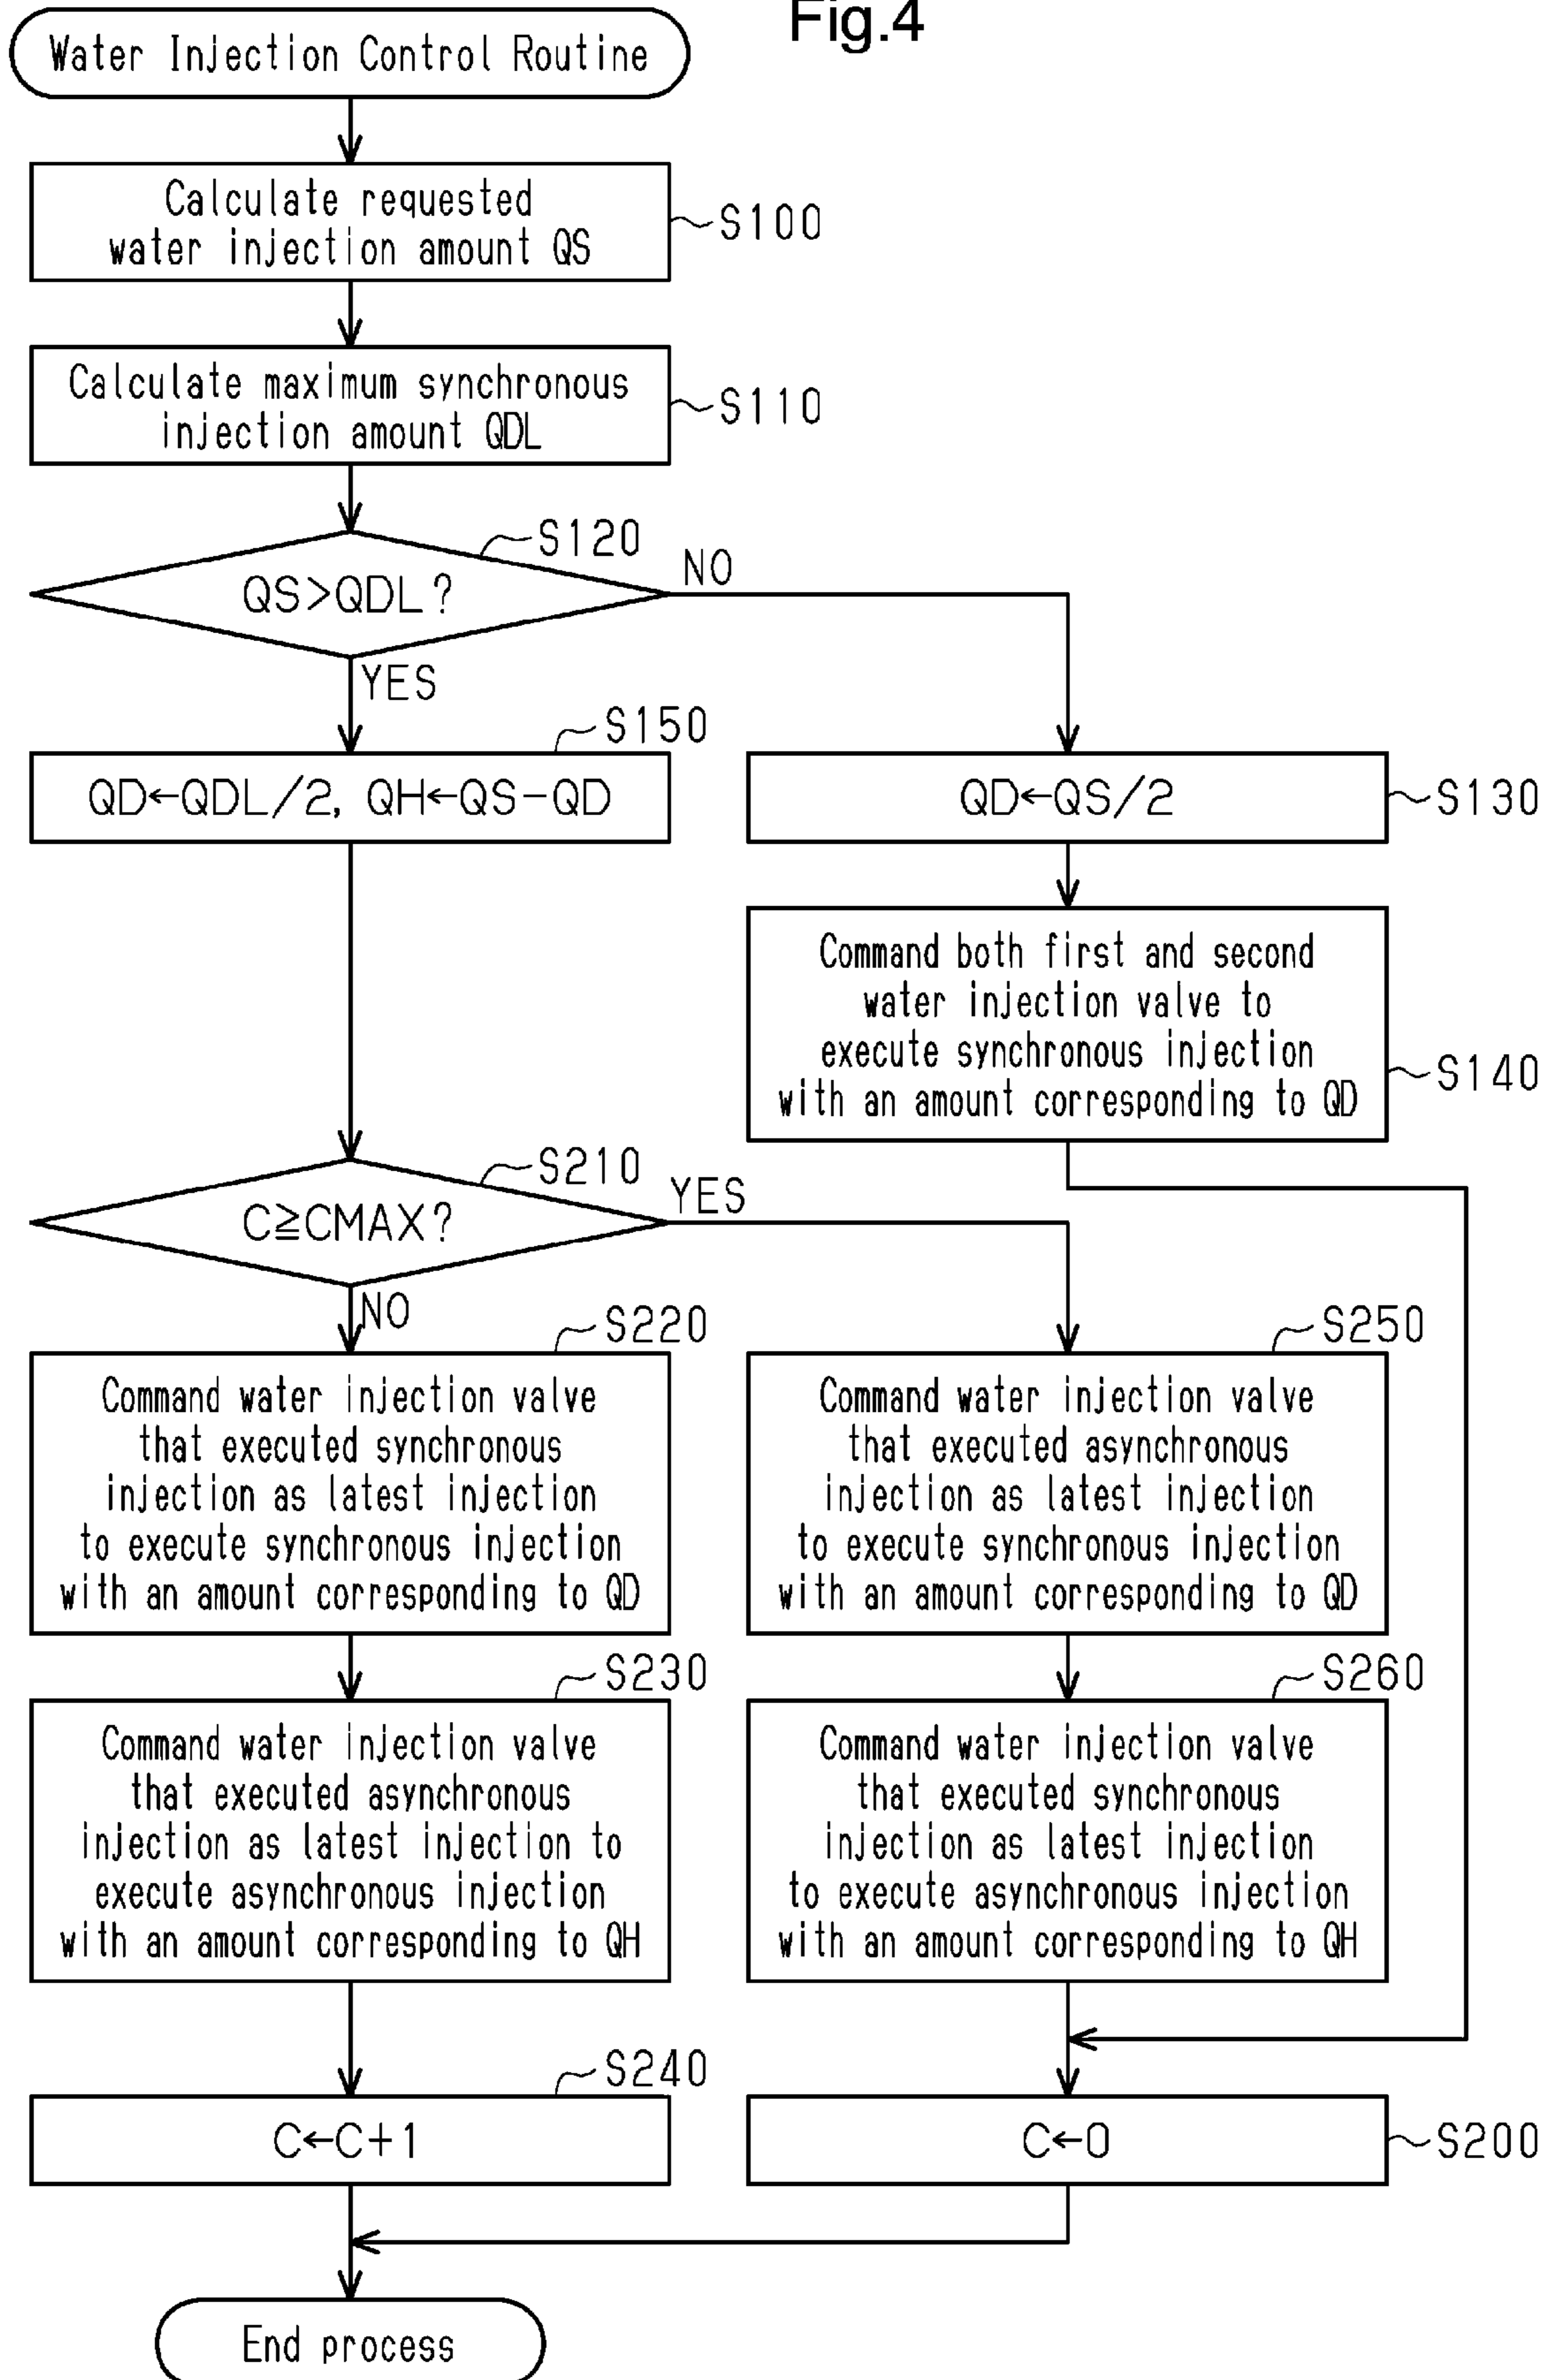 Fig.4
Water Injection Control Routine
Calculate requested
water injection amount QS
S100
Calculate maximum synchronous
injection amount QDL
S110
S120
QS>QDL?
NO
YES
S150
QD←QDL/2, QH←QS−QD
QD←QS/2
S130
Command both first and second
water injection valve to
execute synchronous injection
with an amount corresponding to QD
S140
S210
C≧CMAX?
YES
NO
S220
Command water injection valve
that executed synchronous
injection as latest injection
to execute synchronous injection
with an amount corresponding to QD
S250
Command water injection valve
that executed asynchronous
injection as latest injection
to execute synchronous injection
with an amount corresponding to QD
S230
Command water injection valve
that executed asynchronous
injection as latest injection to
execute asynchronous injection
with an amount corresponding to QH
S260
Command water injection valve
that executed synchronous
injection as latest injection
to execute asynchronous injection
with an amount corresponding to QH
S240
C←C+1
C←0
S200
End process